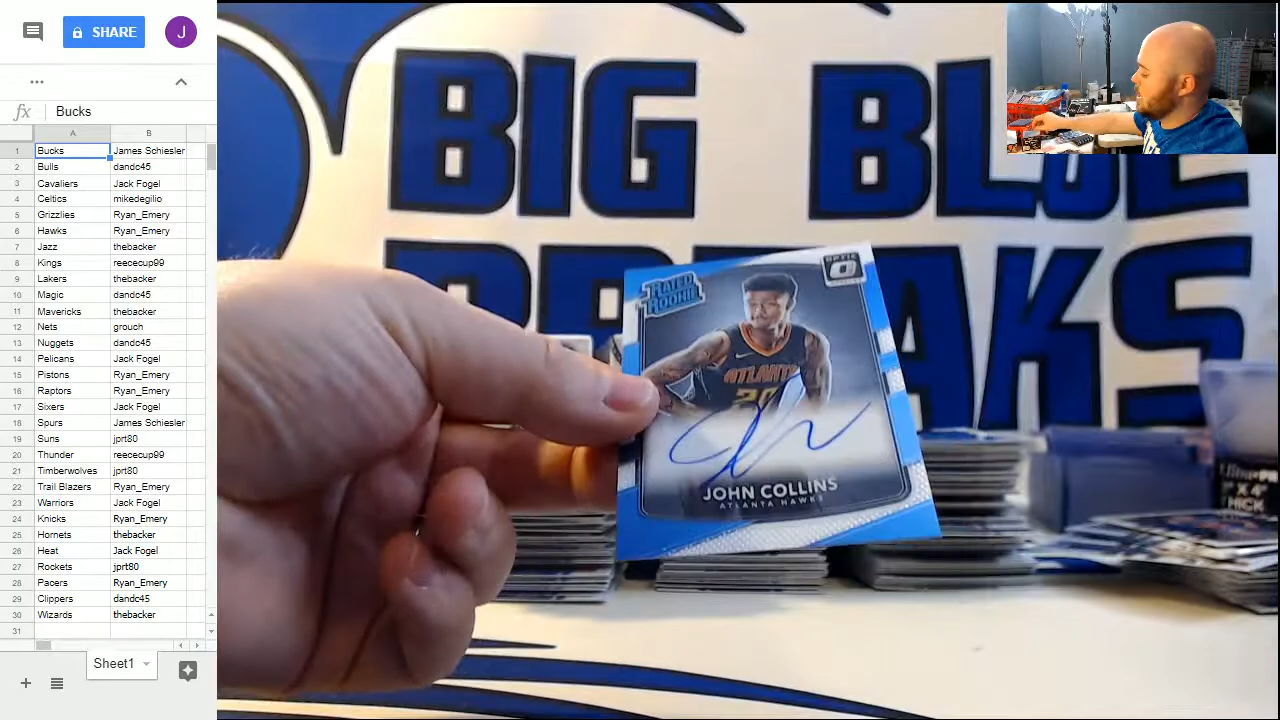 SHARE
J
...
fx Bucks
A B
1 Bucks James Schiesler
2 Bulls dandc45
3 Cavaliers Jack Fogel
4 Celtics mikedegilio
5 Grizzlies Ryan_Emery
6 Hawks Ryan_Emery
7 Jazz thebacker
8 Kings reececup99
9 Lakers thebacker
10 Magic dandc45
11 Mavericks thebacker
12 Nets grouch
13 Nuggets dandc45
14 Pelicans Jack Fogel
15 Pistons Ryan_Emery
16 Raptors Ryan_Emery
17 Sixers Jack Fogel
18 Spurs James Schiesler
19 Suns jprt80
20 Thunder reececup99
21 Timberwolves jprt80
22 Trail Blazers Ryan_Emery
23 Warriors Jack Fogel
24 Knicks Ryan_Emery
25 Hornets thebacker
26 Heat Jack Fogel
27 Rockets jprt80
28 Pacers Ryan_Emery
29 Clippers dandc45
30 Wizards thebacker
31
Sheet1
BIG BLUE
BREAKS
OPTIC
RATED
ROOKIE
ATLANTA
20
JOHN COLLINS
ATLANTA HAWKS
X 4"